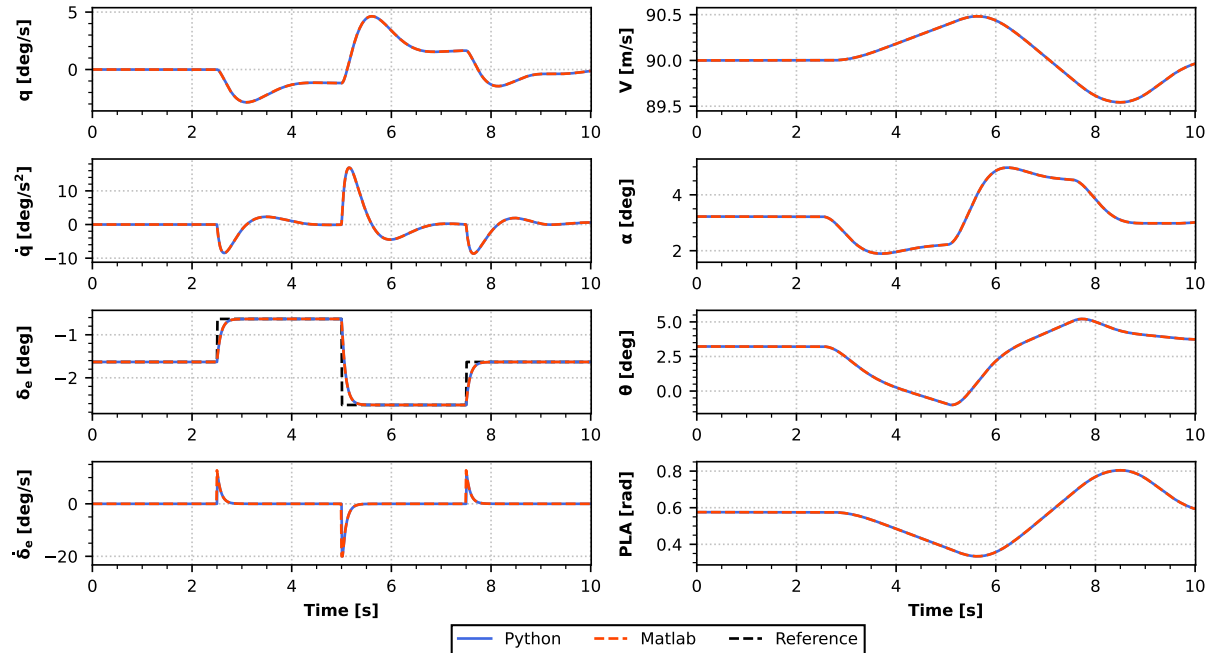 q [deg/s]
5
0
0 2 4 6 8 10
V [m/s]
90.5
90.0
89.5
0 2 4 6 8 10
q̇ [deg/s²]
10
0
−10
0 2 4 6 8 10
α [deg]
4
2
0 2 4 6 8 10
δₑ [deg]
−1
−2
0 2 4 6 8 10
θ [deg]
5.0
2.5
0.0
0 2 4 6 8 10
δ̇ₑ [deg/s]
0
−20
0 2 4 6 8 10
Time [s]
PLA [rad]
0.8
0.6
0.4
0 2 4 6 8 10
Time [s]
Python Matlab Reference